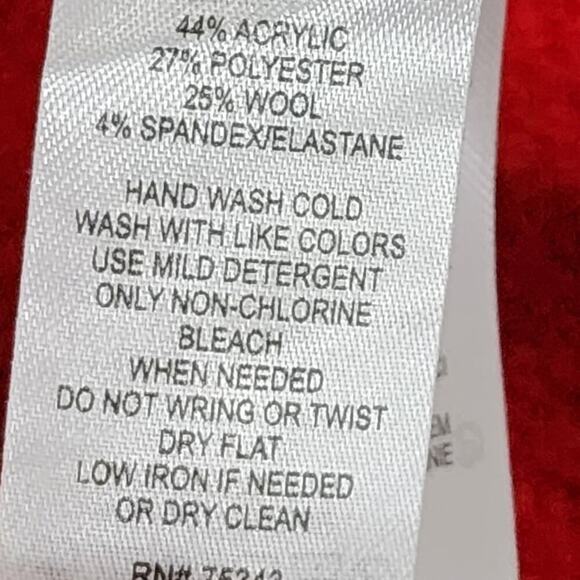 44% ACRYLIC
27% POLYESTER
25% WOOL
4% SPANDEX/ELASTANE
HAND WASH COLD
WASH WITH LIKE COLORS
USE MILD DETERGENT
ONLY NON-CHLORINE
BLEACH
WHEN NEEDED
DO NOT WRING OR TWIST
DRY FLAT
LOW IRON IF NEEDED
OR DRY CLEAN
RN#